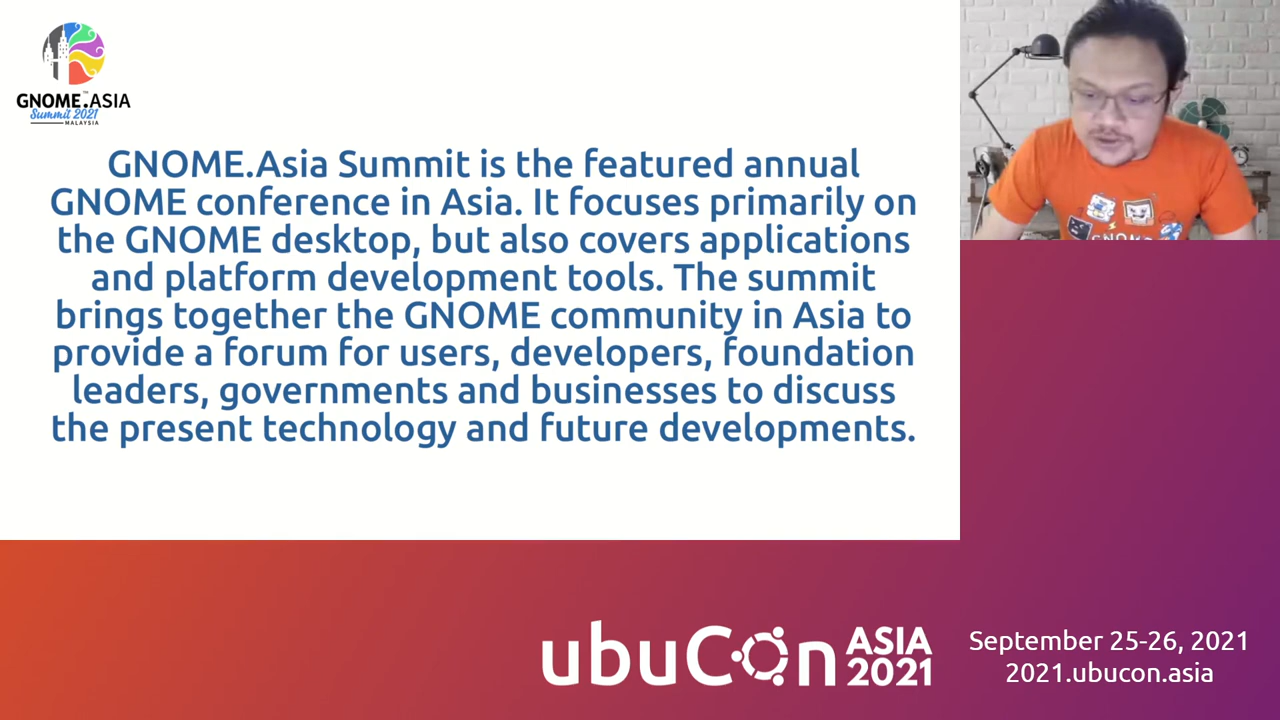 GNOME.ASIA
Summit 2021
MALAYSIA
GNOME.Asia Summit is the featured annual
GNOME conference in Asia. It focuses primarily on
the GNOME desktop, but also covers applications
and platform development tools. The summit
brings together the GNOME community in Asia to
provide a forum for users, developers, foundation
leaders, governments and businesses to discuss
the present technology and future developments.
GNOME
ubuCon ASIA
2021
September 25-26, 2021
2021.ubucon.asia